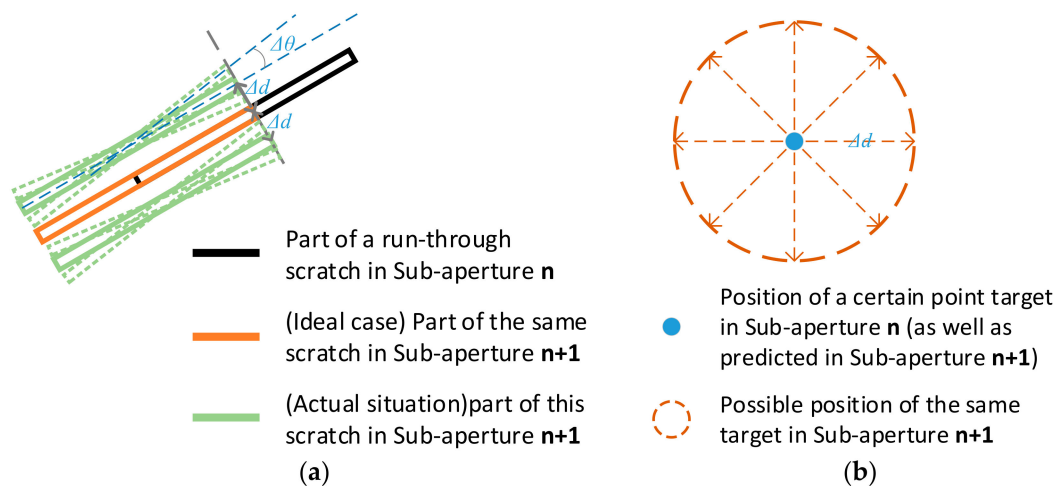 Δθ
Δd
Δd
Part of a run-through
scratch in Sub-aperture n
(Ideal case) Part of the same
scratch in Sub-aperture n+1
(Actual situation)part of this
scratch in Sub-aperture n+1
(a)
Δd
Position of a certain point target
in Sub-aperture n (as well as
predicted in Sub-aperture n+1)
Possible position of the same
target in Sub-aperture n+1
(b)